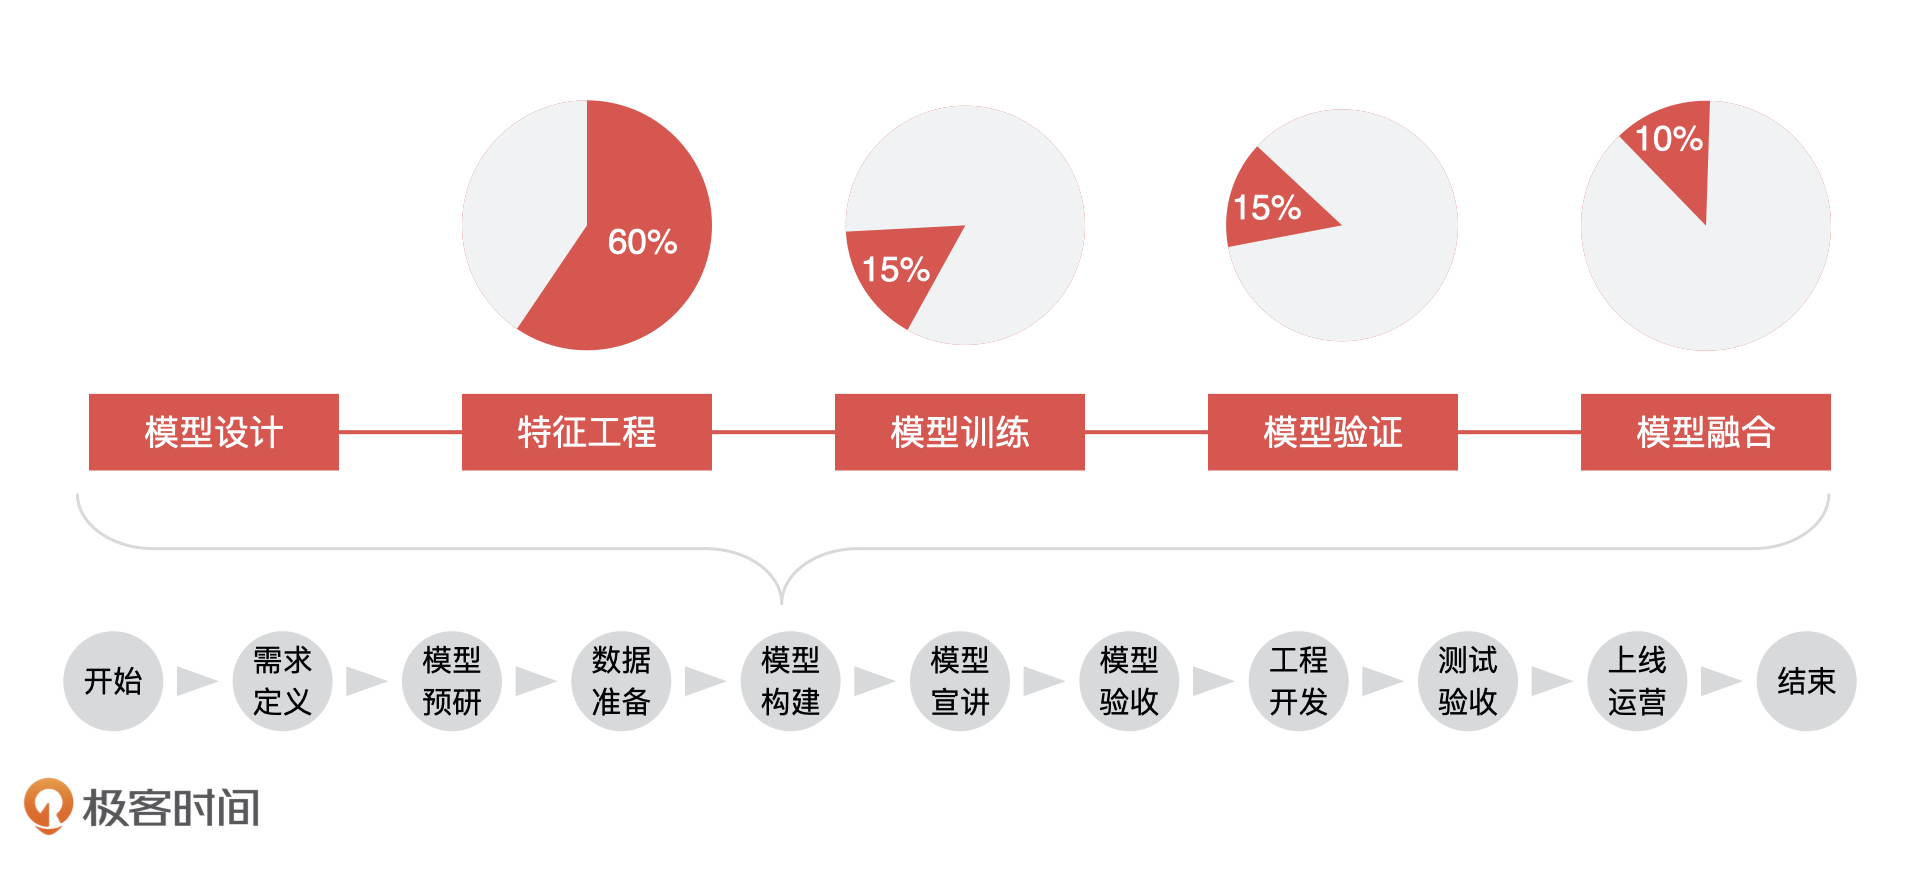 60%
15%
15%
10%
模型设计
特征工程
模型训练
模型验证
模型融合
开始
需求
定义
模型
预研
数据
准备
模型
构建
模型
宣讲
模型
验收
工程
开发
测试
验收
上线
运营
结束
极客时间